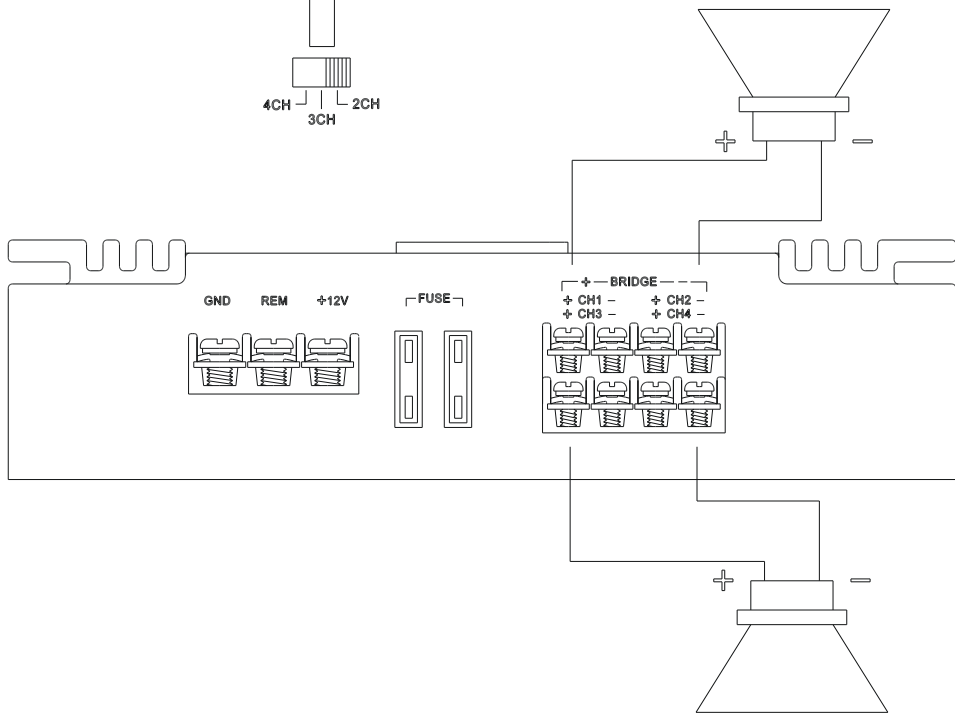 4CH 2CH
3CH
+ −
GND REM +12V FUSE
+ BRIDGE −
+ CH1 − + CH2 −
+ CH3 − + CH4 −
+ −